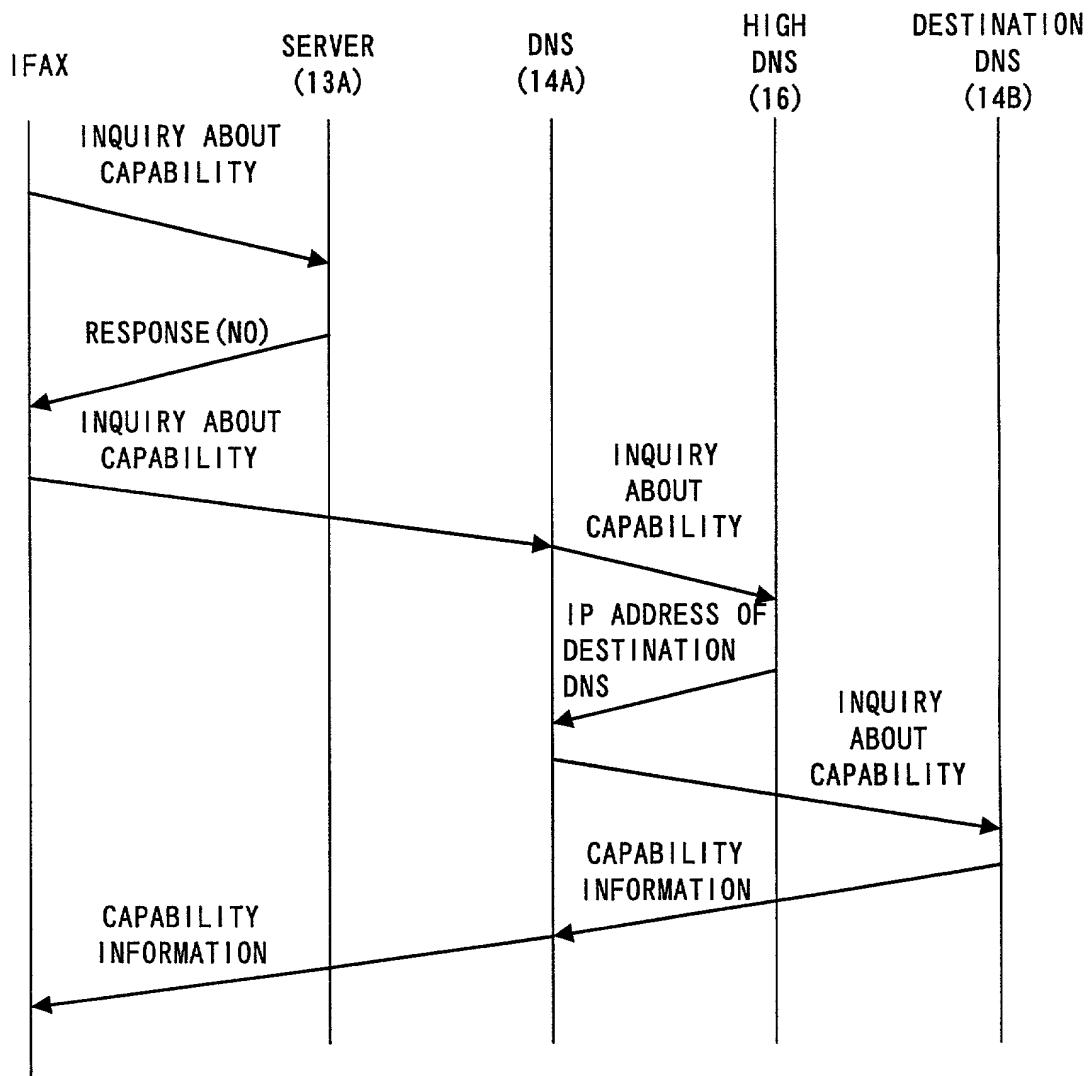 IFAX
SERVER
(13A)
DNS
(14A)
HIGH
DNS
(16)
DESTINATION
DNS
(14B)
INQUIRY ABOUT
CAPABILITY
RESPONSE(NO)
INQUIRY ABOUT
CAPABILITY
INQUIRY
ABOUT
CAPABILITY
IP ADDRESS OF
DESTINATION
DNS
INQUIRY
ABOUT
CAPABILITY
CAPABILITY
INFORMATION
CAPABILITY
INFORMATION